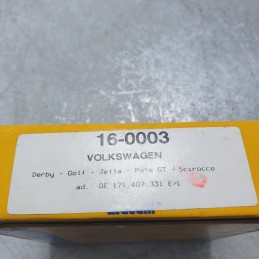 16-0003
VOLKSWAGEN
Derby - Golf - Jetta - Polo GT - Scirocco
ad. OE 171.407.331 E/L